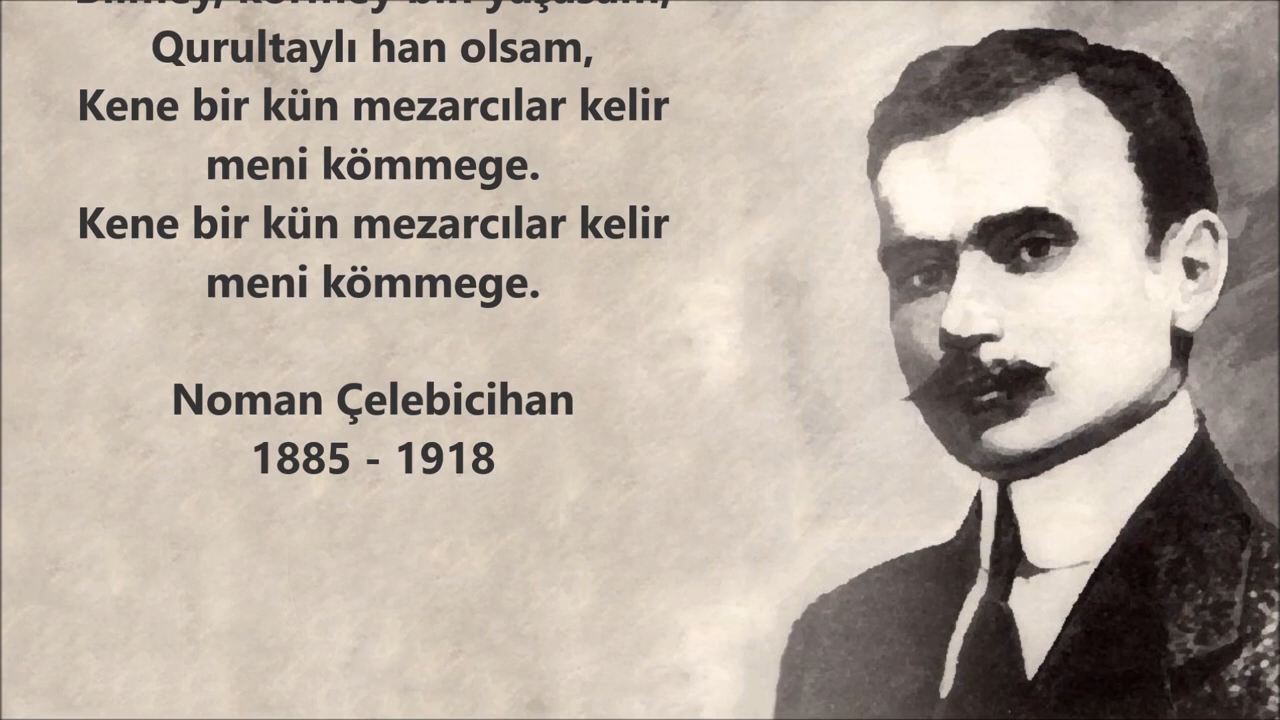 Qurultaylı han olsam,
Kene bir kün mezarcılar kelir
meni kömmege.
Kene bir kün mezarcılar kelir
meni kömmege.
Noman Çelebicihan
1885 - 1918